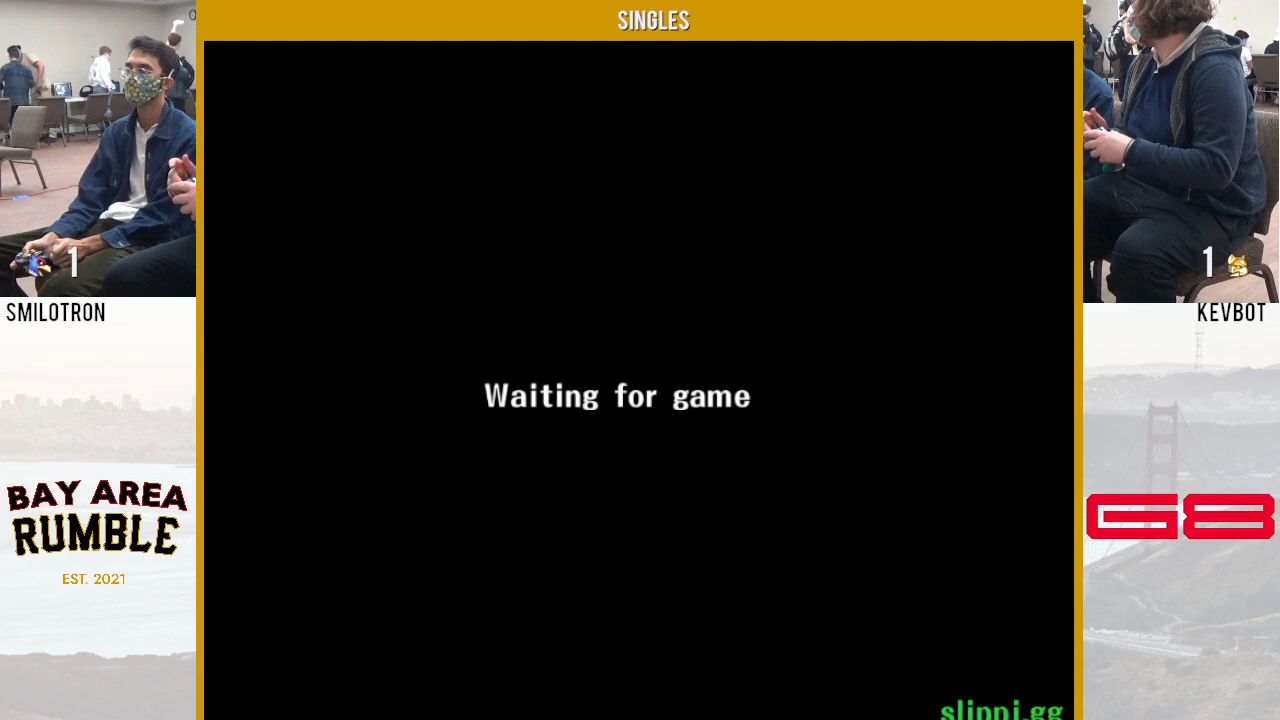 SINGLES
1
1
SMILOTRON
KEVBOT
Waiting for game
BAY AREA
RUMBLE
EST. 2021
G8
slippi.gg